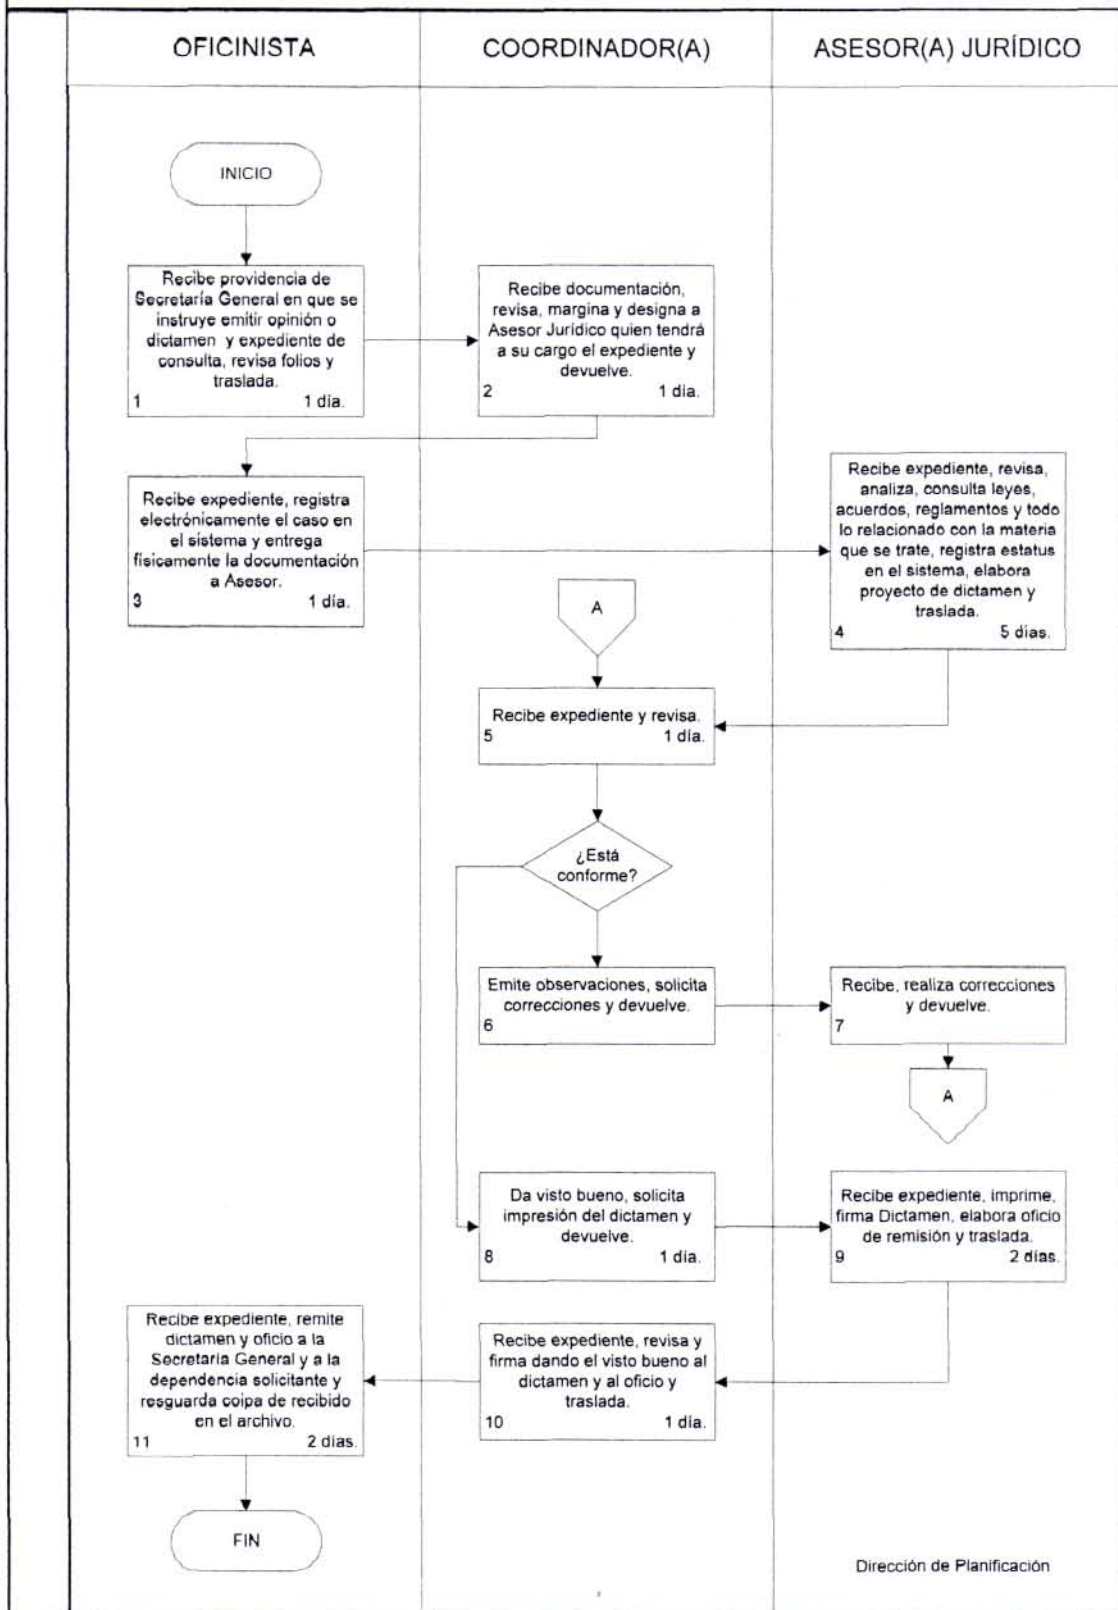 OFICINISTA
COORDINADOR(A)
ASESOR(A) JURÍDICO
INICIO
Recibe providencia de
Secretaría General en que se
instruye emitir opinión o
dictamen y expediente de
consulta, revisa folios y
traslada.
1 1 día.
Recibe documentación,
revisa, margina y designa a
Asesor Jurídico quien tendrá
a su cargo el expediente y
devuelve.
2 1 día.
Recibe expediente, registra
electrónicamente el caso en
el sistema y entrega
físicamente la documentación
a Asesor.
3 1 día.
Recibe expediente, revisa,
analiza, consulta leyes,
acuerdos, reglamentos y todo
lo relacionado con la materia
que se trate, registra estatus
en el sistema, elabora
proyecto de dictamen y
traslada.
4 5 días.
A
Recibe expediente y revisa.
5 1 día.
¿Está
conforme?
Emite observaciones, solicita
correcciones y devuelve.
6
Recibe, realiza correcciones
y devuelve.
7
A
Da visto bueno, solicita
impresión del dictamen y
devuelve.
8 1 día.
Recibe expediente, imprime,
firma Dictamen, elabora oficio
de remisión y traslada.
9 2 días.
Recibe expediente, revisa y
firma dando el visto bueno al
dictamen y al oficio y
traslada.
10 1 día.
Recibe expediente, remite
dictamen y oficio a la
Secretaría General y a la
dependencia solicitante y
resguarda coipa de recibido
en el archivo.
11 2 días.
FIN
Dirección de Planificación